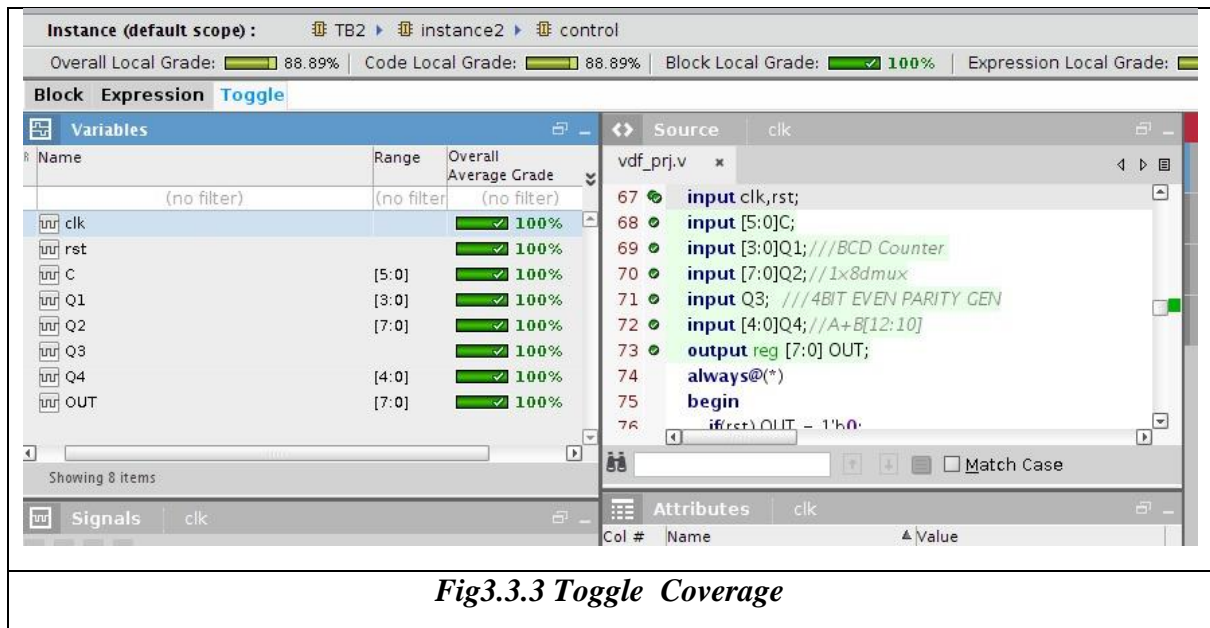 Instance (default scope) : TB2 instance2 control
Overall Local Grade: 88.89% Code Local Grade: 88.89% Block Local Grade: 100% Expression Local Grade:
Block Expression Toggle
Variables
Name Range Overall Average Grade
(no filter) (no filter (no filter)
clk 100%
rst 100%
C [5:0] 100%
Q1 [3:0] 100%
Q2 [7:0] 100%
Q3 100%
Q4 [4:0] 100%
OUT [7:0] 100%
Showing 8 items
Signals clk
Source clk
vdf_prj.v
67 input clk,rst;
68 input [5:0]C;
69 input [3:0]Q1;///BCD Counter
70 input [7:0]Q2;//1x8dmux
71 input Q3; ///4BIT EVEN PARITY GEN
72 input [4:0]Q4;//A+B[12:10]
73 output reg [7:0] OUT;
74 always@(*)
75 begin
76 if(rst) OUT = 1'b0;
Match Case
Attributes clk
Col # Name Value
Fig3.3.3 Toggle Coverage